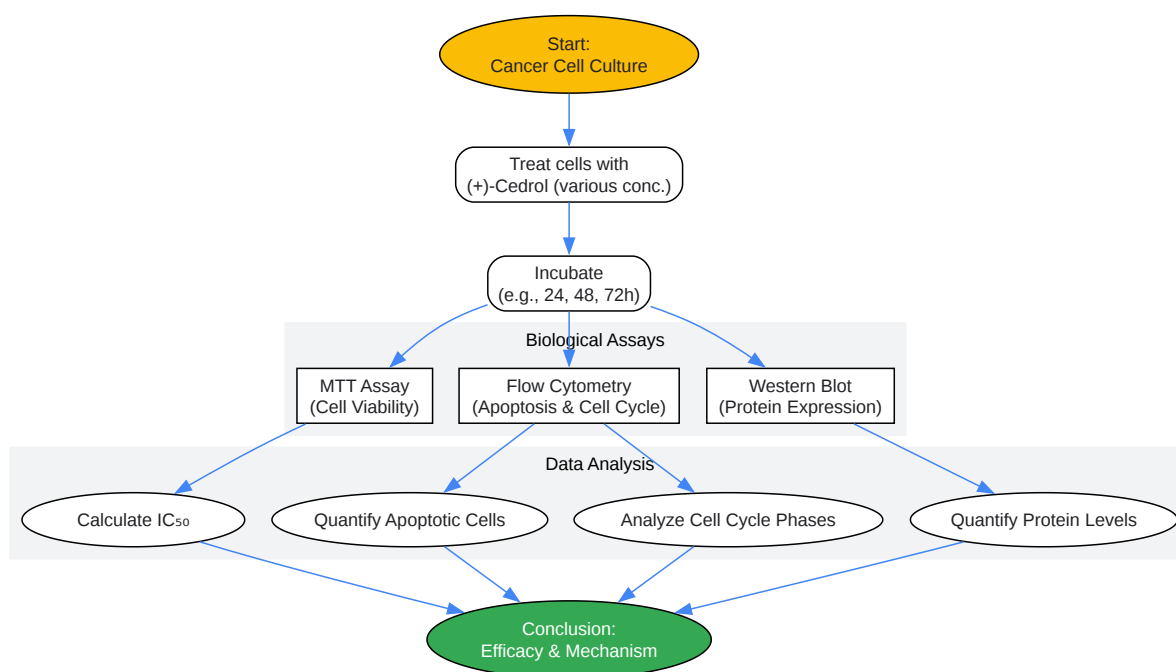 Start:
Cancer Cell Culture
Treat cells with
(+)-Cedrol (various conc.)
Incubate
(e.g., 24, 48, 72h)
Biological Assays
MTT Assay
(Cell Viability)
Flow Cytometry
(Apoptosis & Cell Cycle)
Western Blot
(Protein Expression)
Data Analysis
Calculate IC₅₀
Quantify Apoptotic Cells
Analyze Cell Cycle Phases
Quantify Protein Levels
Conclusion:
Efficacy & Mechanism